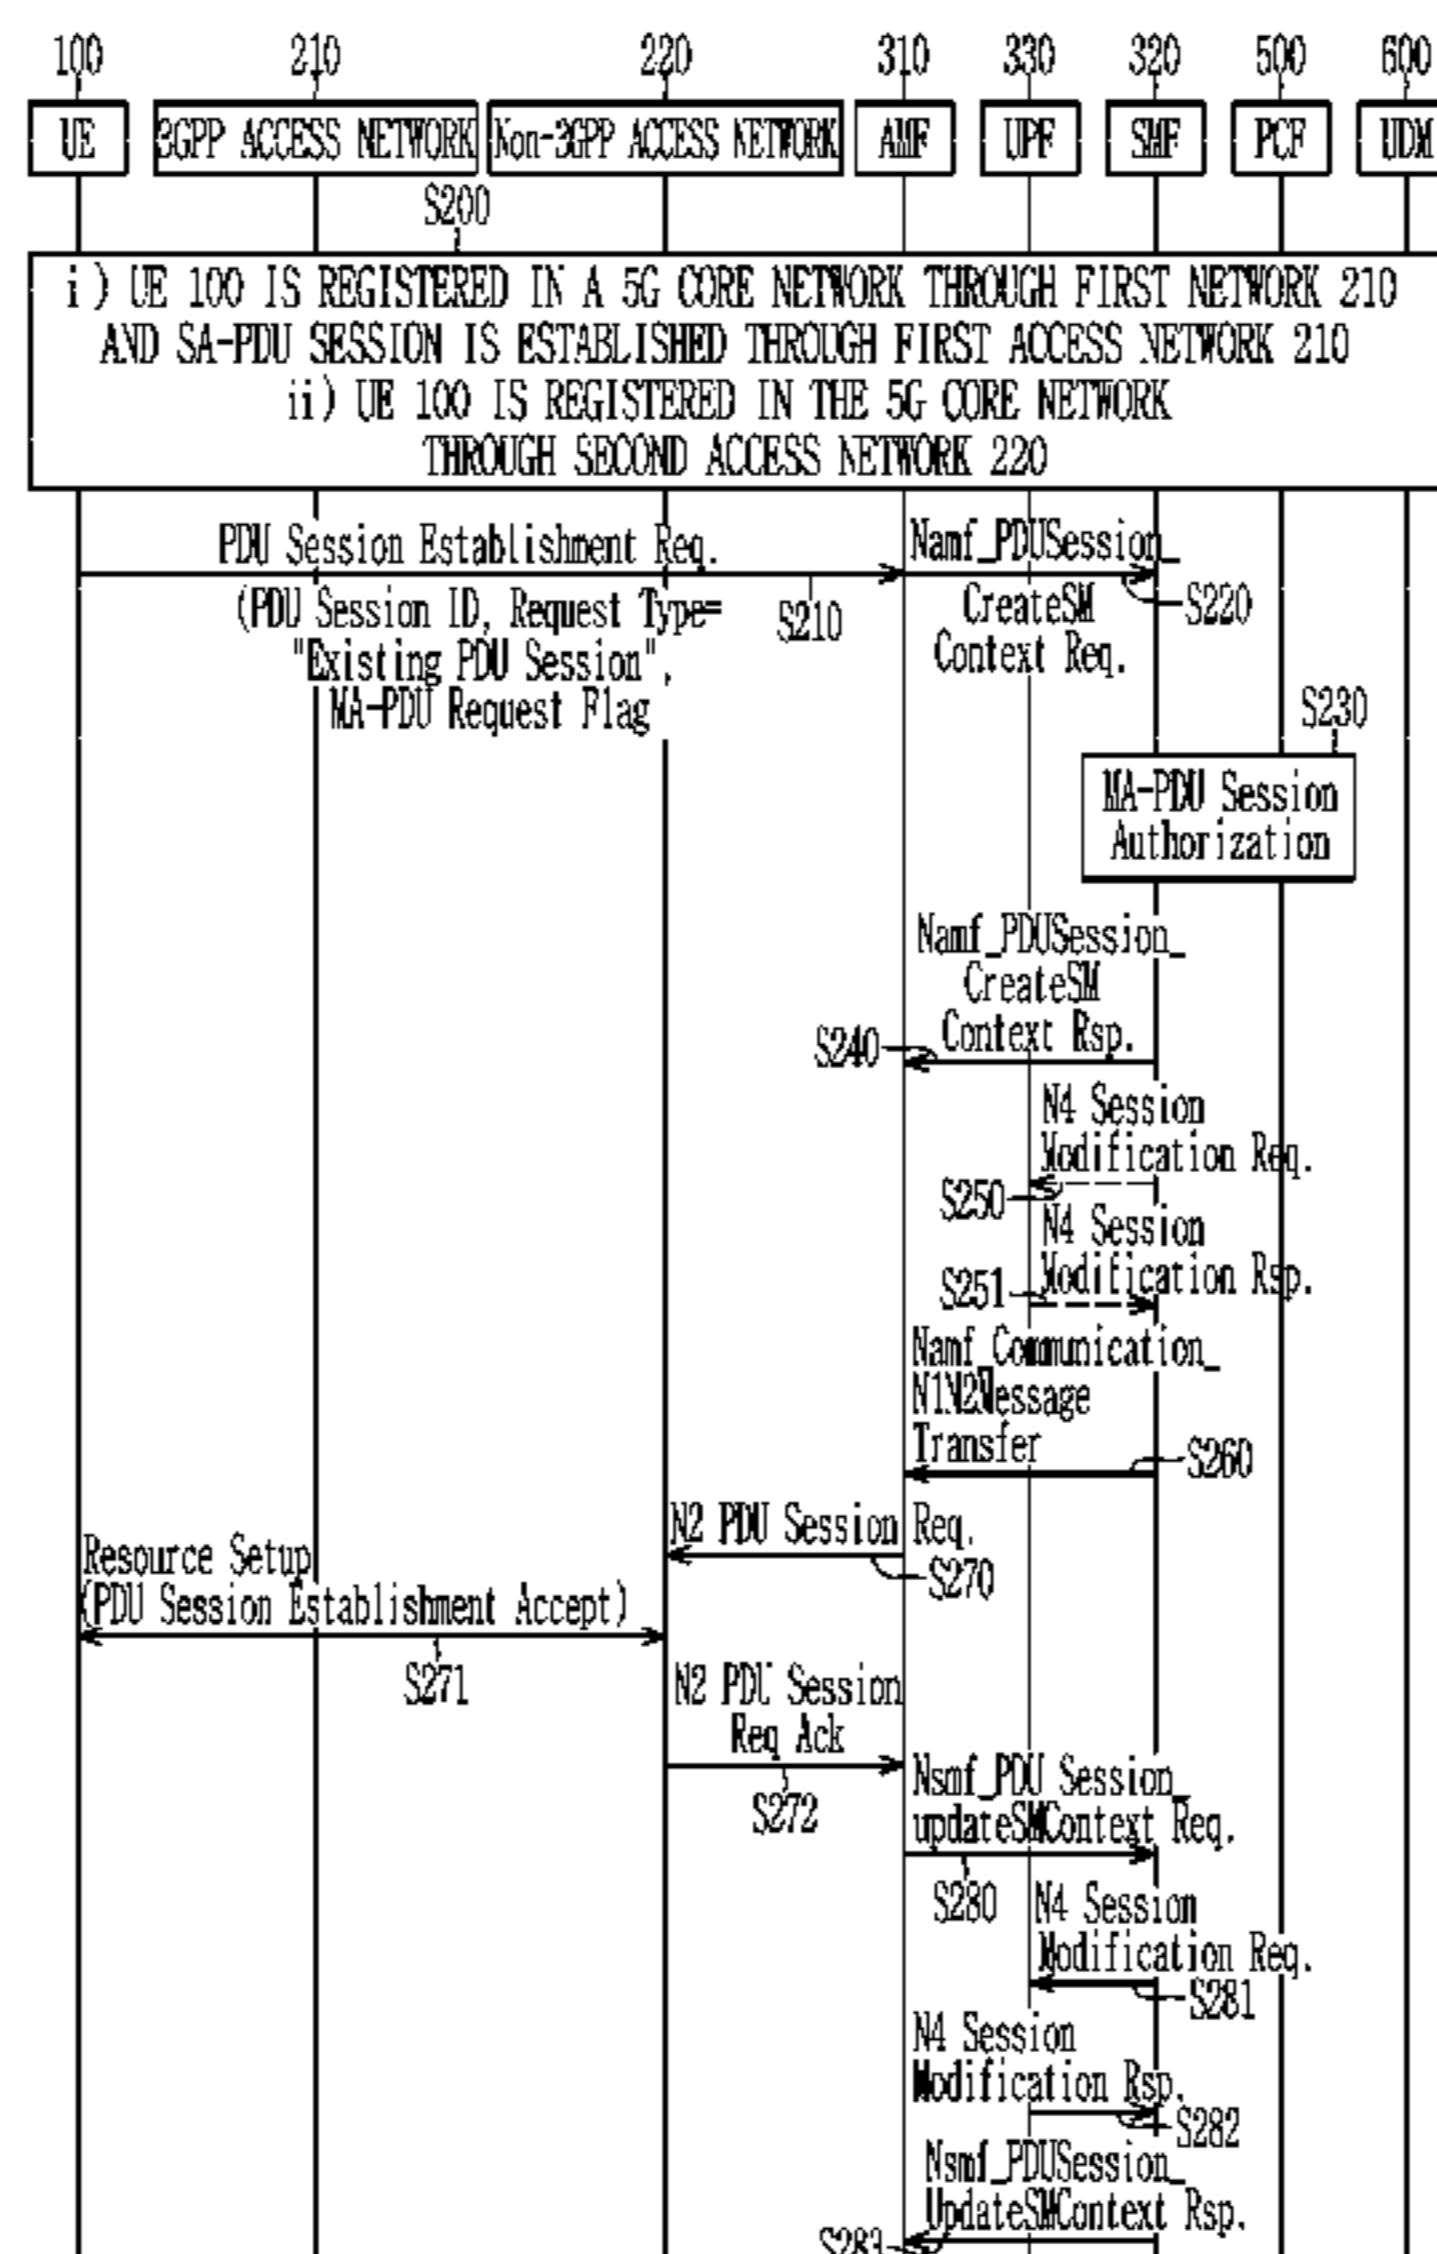 100 210 220 310 330 320 500 600
UE 3GPP ACCESS NETWORK Non-3GPP ACCESS NETWORK AMF UPF SMF PCF UDM
S200
i ) UE 100 IS REGISTERED IN A 5G CORE NETWORK THROUGH FIRST NETWORK 210
AND SA-PDU SESSION IS ESTABLISHED THROUGH FIRST ACCESS NETWORK 210
ii) UE 100 IS REGISTERED IN THE 5G CORE NETWORK
THROUGH SECOND ACCESS NETWORK 220
PDU Session Establishment Req.
(PDU Session ID, Request Type=
"Existing PDU Session",
MA-PDU Request Flag
S210
Namf_PDUSession_
CreateSM
Context Req.
S220
S230
MA-PDU Session
Authorization
Namf_PDUSession_
CreateSM
Context Rsp.
S240
N4 Session
Modification Req.
S250
N4 Session
Modification Rsp.
S251
Namf_Communication_
N1N2Message
Transfer
S260
N2 PDU Session Req.
S270
Resource Setup
(PDU Session Establishment Accept)
S271
N2 PDU Session
Req Ack
S272
Nsmf_PDU Session_
updateSMContext Req.
S280
N4 Session
Modification Req.
S281
N4 Session
Modification Rsp.
S282
Nsmf_PDUSession_
UpdateSMContext Rsp.
S283